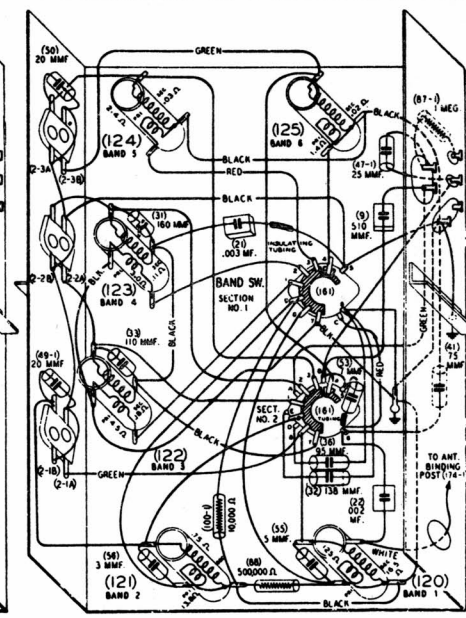 (50)
20 MMF
GREEN
(124)
BAND 5
(125)
BAND 6
BLACK
(87-1)
1 MEG.
(47-1)
25 MMF.
(2-3A)
(2-3B)
BLACK
RED
BLACK
(31)
160 MMF
(21)
.003 MF.
INSULATING
TUBING
(9)
510
MMF.
(2-2B)
(2-2A)
BLK.
(123)
BAND 4
BAND SW.
SECTION
NO. 1
(161)
(33)
110 MMF.
BLACK
BLK
GREEN
RED
(41)
75
MMF
(49-1)
20 MMF
(53)
(161)
TUBING
SECT.
NO. 2
BLACK
(122)
BAND 3
(36)
95 MMF
(32) 138 MMF.
(22)
.002
MF.
TO ANT.
BINDING
POST (174-1)
(2-1B)
(2-1A)
GREEN
(100-1)
10,000 Ω
(55)
5 MMF.
WHITE
(56)
3 MMF.
(121)
BAND 2
(88)
500,000 Ω
BLACK
(120)
BAND 1